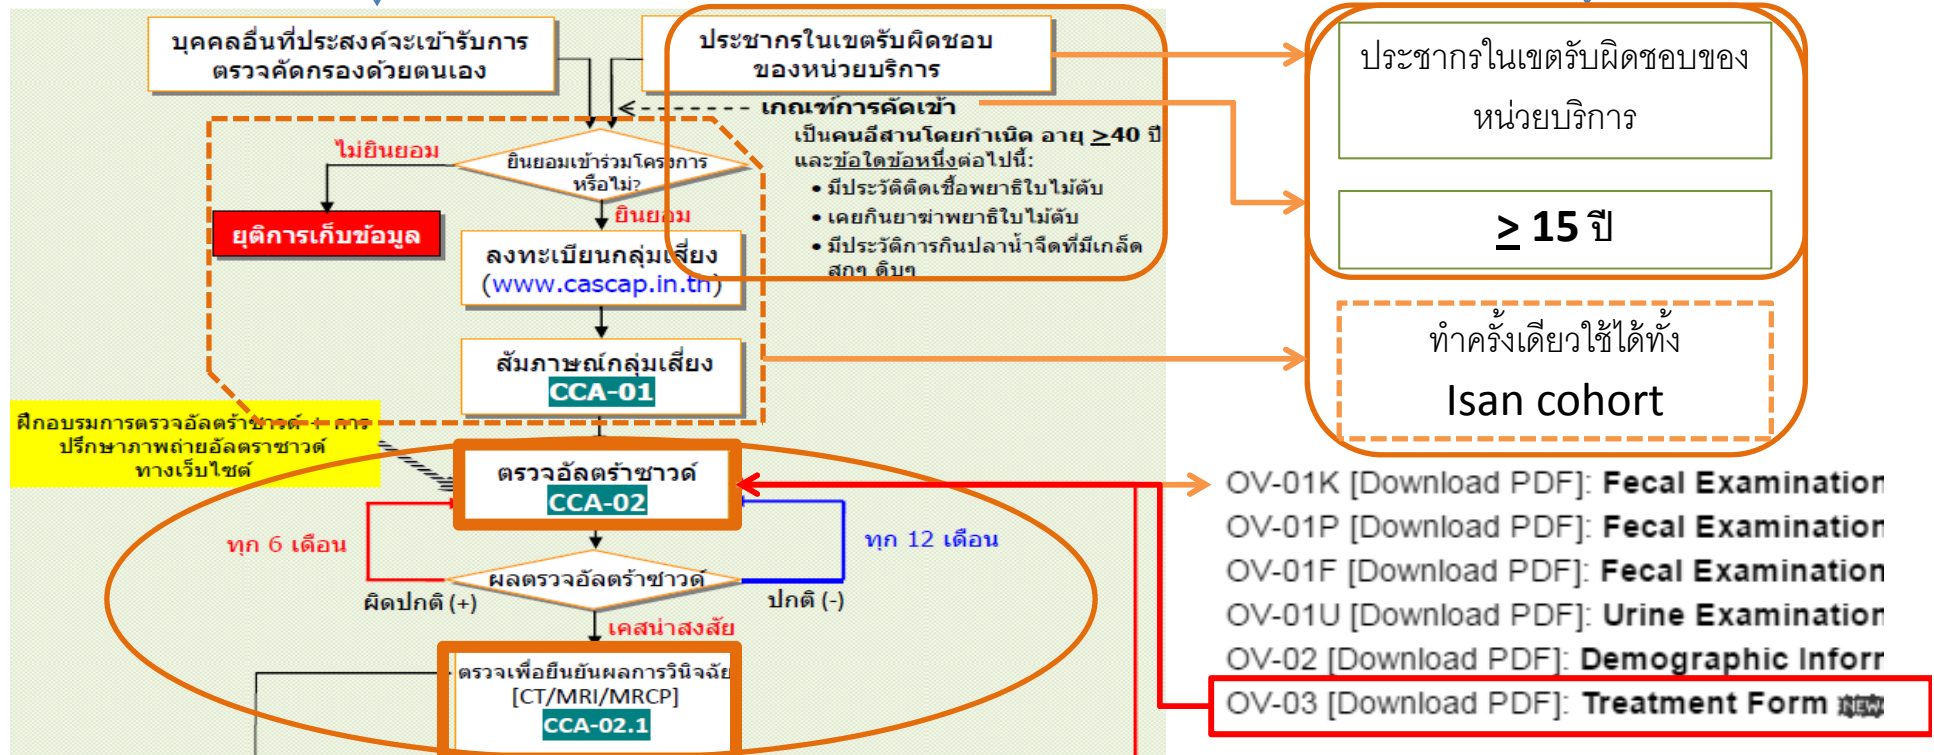 บุคคลอื่นที่ประสงค์จะเข้ารับการ
ตรวจคัดกรองด้วยตนเอง
ประชากรในเขตรับผิดชอบ
ของหน่วยบริการ
เกณฑ์การคัดเข้า
เป็นคนอีสานโดยกำเนิด อายุ ≥40 ปี
และข้อใดข้อหนึ่งต่อไปนี้:
• มีประวัติติดเชื้อพยาธิใบไม้ตับ
• เคยกินยาฆ่าพยาธิใบไม้ตับ
• มีประวัติการกินปลาน้ำจืดที่มีเกล็ด
สุกๆ ดิบๆ
ยินยอมเข้าร่วมโครงการ
หรือไม่?
ไม่ยินยอม
ยุติการเก็บข้อมูล
ยินยอม
ลงทะเบียนกลุ่มเสี่ยง
(www.cascap.in.th)
สัมภาษณ์กลุ่มเสี่ยง
CCA-01
ฝึกอบรมการตรวจอัลตร้าซาวด์ + การ
ปรึกษาภาพถ่ายอัลตราซาวด์
ทางเว็บไซต์
ตรวจอัลตร้าซาวด์
CCA-02
ทุก 6 เดือน
ทุก 12 เดือน
ผลตรวจอัลตร้าซาวด์
ผิดปกติ (+)
ปกติ (-)
เคสน่าสงสัย
ตรวจเพื่อยืนยันผลการวินิจฉัย
[CT/MRI/MRCP]
CCA-02.1
ประชากรในเขตรับผิดชอบของ
หน่วยบริการ
≥ 15 ปี
ทำครั้งเดียวใช้ได้ทั้ง
Isan cohort
OV-01K [Download PDF]: Fecal Examination
OV-01P [Download PDF]: Fecal Examination
OV-01F [Download PDF]: Fecal Examination
OV-01U [Download PDF]: Urine Examination
OV-02 [Download PDF]: Demographic Inforr
OV-03 [Download PDF]: Treatment Form NEW